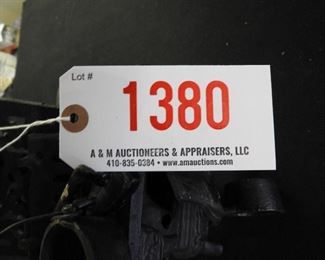 Lot #
1380
A & M AUCTIONEERS & APPRAISERS, LLC
410-835-0384 • www.amauctions.com